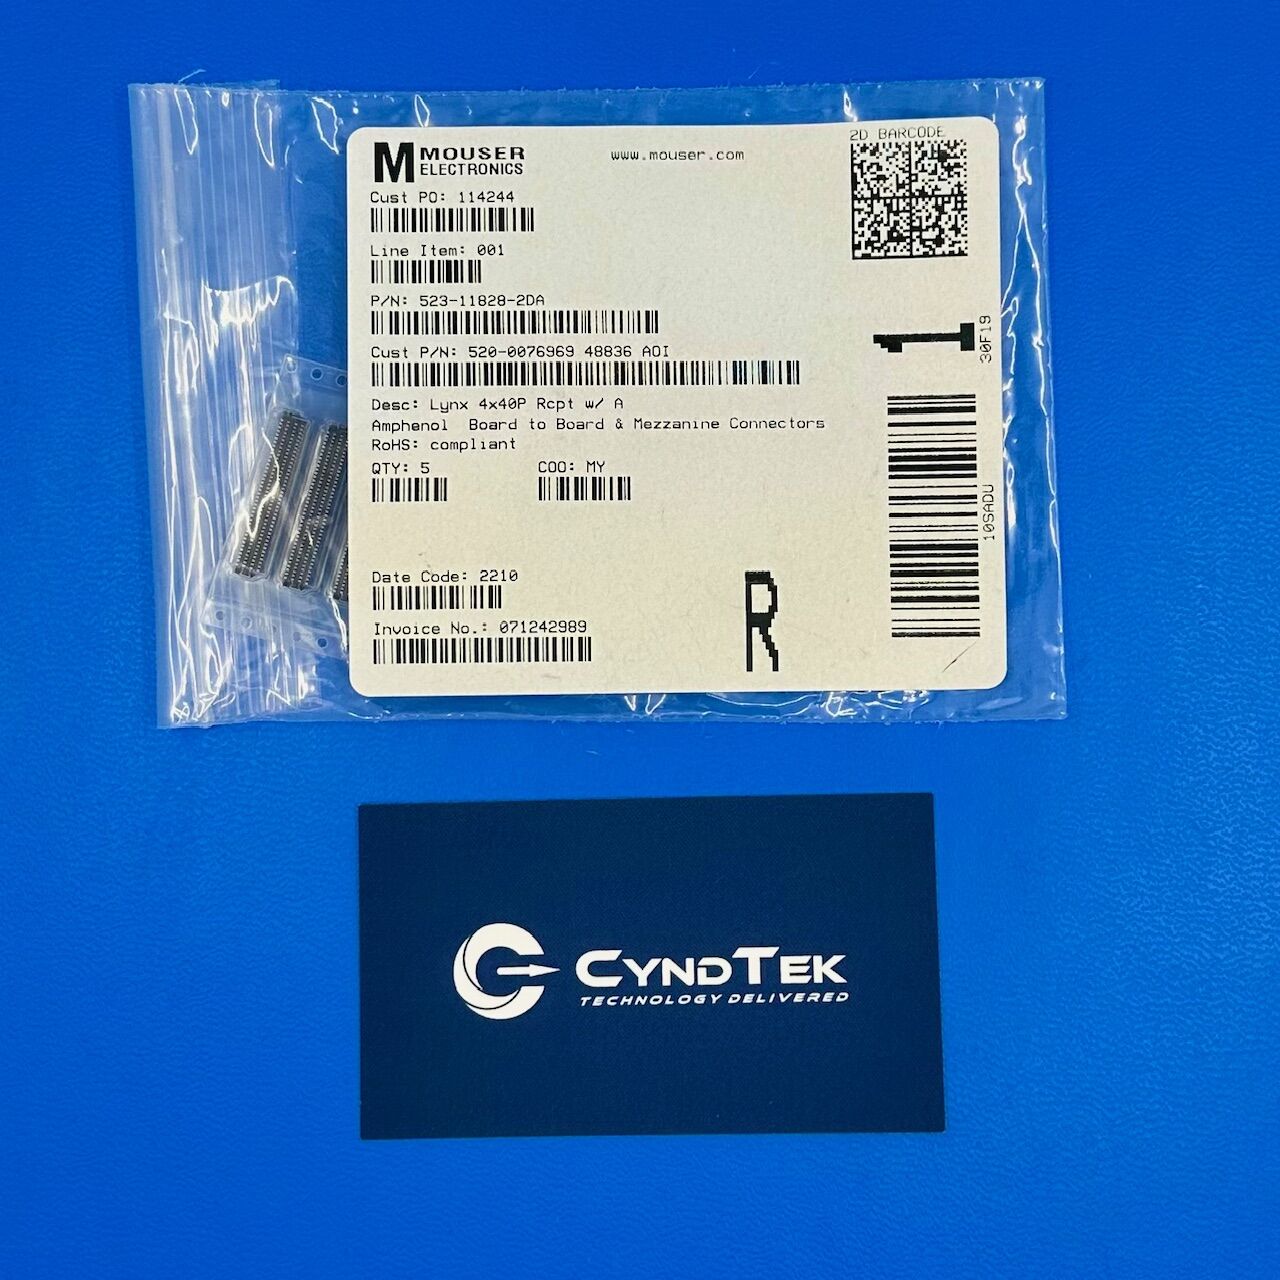 M MOUSER
ELECTRONICS
www.mouser.com
2D BARCODE
Cust PO: 114244
Line Item: 001
P/N: 523-11828-2DA
Cust P/N: 520-0076969 48836 AOI
Desc: Lynx 4x40P Rcpt w/ A
Amphenol Board to Board & Mezzanine Connectors
RoHS: compliant
QTY: 5
COO: MY
Date Code: 2210
Invoice No.: 071242989
1
30F19
10SADU
R
CYNDTEK
TECHNOLOGY DELIVERED